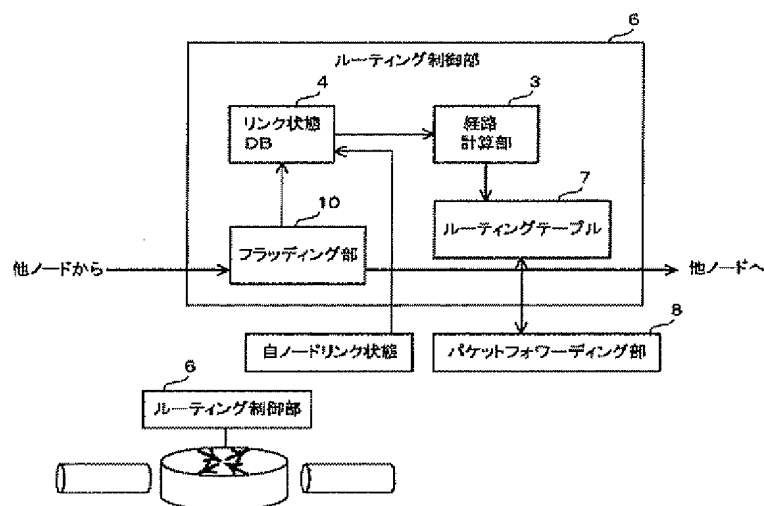 6
ルーティング制御部
4
3
リンク状態
DB
経路
計算部
7
10
ルーティングテーブル
フラッディング部
他ノードから
他ノードへ
8
自ノードリンク状態
パケットフォワーディング部
6
ルーティング制御部